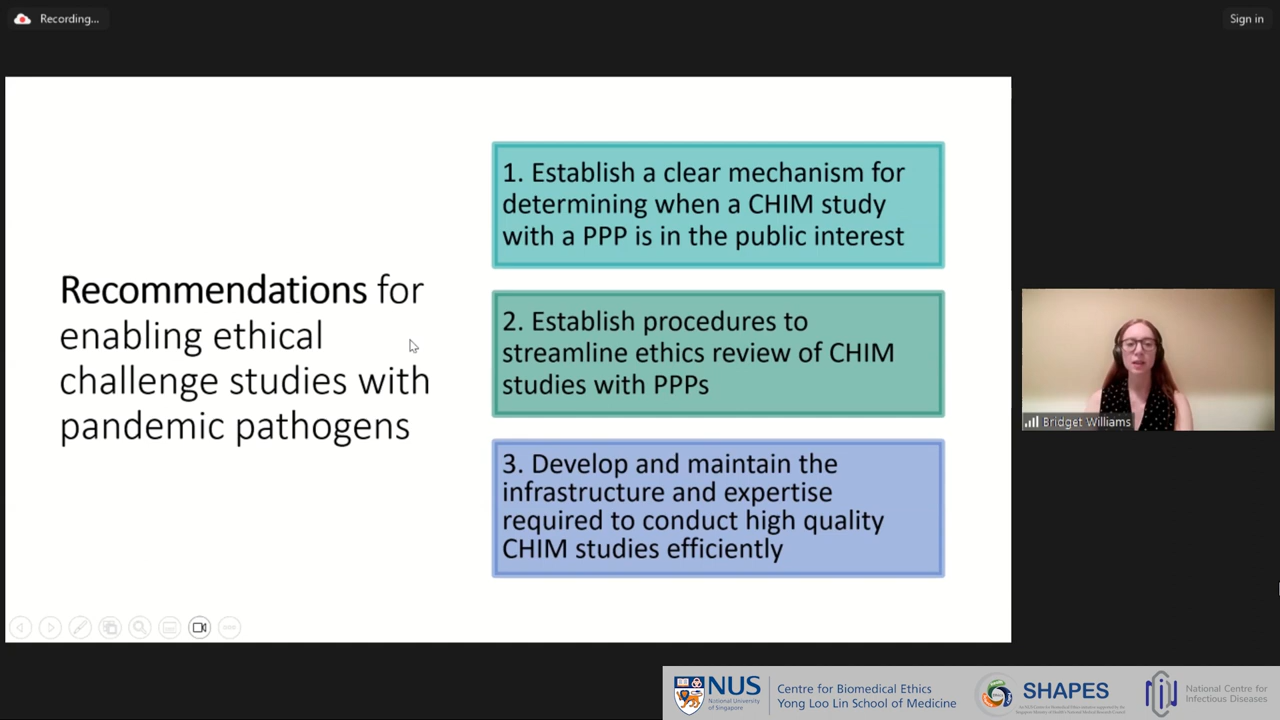 Recording...
Sign in
Recommendations for
enabling ethical
challenge studies with
pandemic pathogens
1. Establish a clear mechanism for
determining when a CHIM study
with a PPP is in the public interest
2. Establish procedures to
streamline ethics review of CHIM
studies with PPPs
3. Develop and maintain the
infrastructure and expertise
required to conduct high quality
CHIM studies efficiently
Bridget Williams
NUS
National University
of Singapore
Centre for Biomedical Ethics
Yong Loo Lin School of Medicine
SHAPES
National Centre for
Infectious Diseases